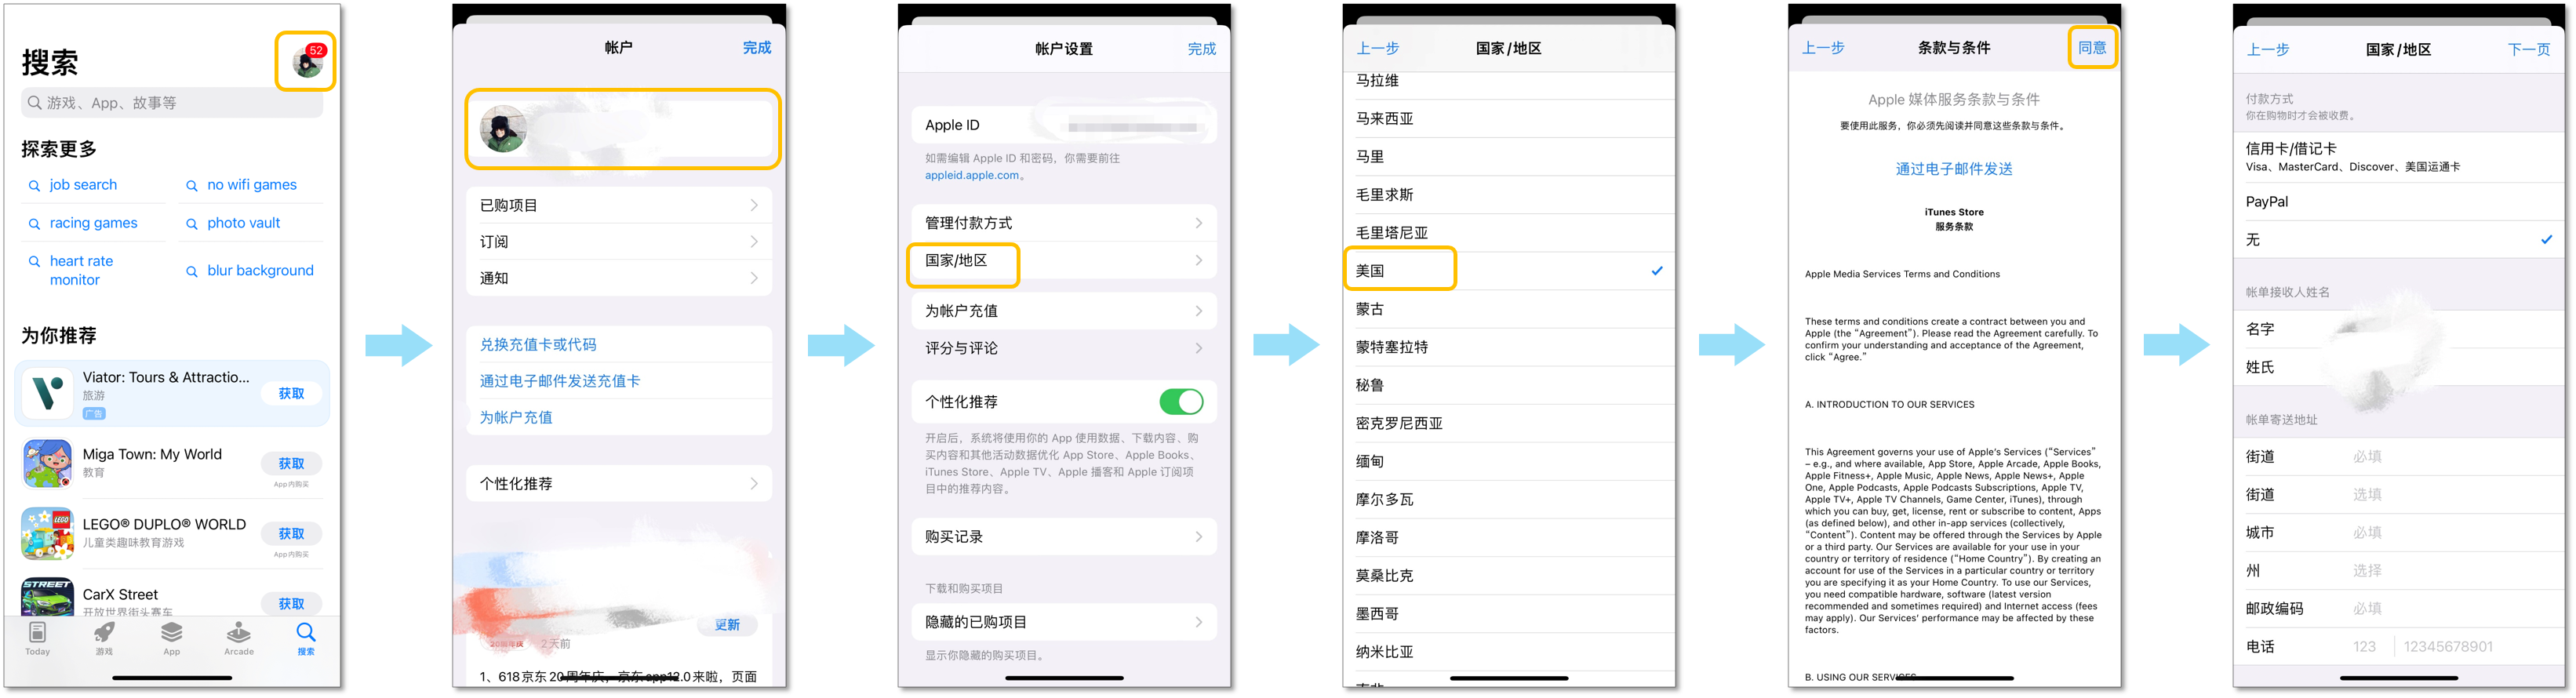 搜索
52
游戏、App、故事等
探索更多
job search
no wifi games
racing games
photo vault
heart rate
monitor
blur background
为你推荐
Viator: Tours & Attractio...
旅游
广告
获取
Miga Town: My World
教育
获取
App内购买
LEGO
LEGO® DUPLO® WORLD
儿童类趣味教育游戏
获取
App内购买
STREET
CarX Street
开放世界街头赛车
获取
Today
游戏
App
Arcade
搜索
帐户
完成
已购项目
订阅
通知
兑换充值卡或代码
通过电子邮件发送充值卡
为帐户充值
个性化推荐
更新
2天前
1、618京东20周年庆，京东app12.0来啦，页面
帐户设置
完成
Apple ID
如需编辑 Apple ID 和密码，你需要前往
appleid.apple.com。
管理付款方式
国家/地区
为帐户充值
评分与评论
个性化推荐
开启后，系统将使用你的 App 使用数据、下载内容、购
买内容和其他活动数据优化 App Store、Apple Books、
iTunes Store、Apple TV、Apple 播客和 Apple 订阅项
目中的推荐内容。
购买记录
下载和购买项目
隐藏的已购项目
显示你隐藏的购买项目。
上一步
国家/地区
马拉维
马来西亚
马里
毛里求斯
毛里塔尼亚
美国
蒙古
蒙特塞拉特
秘鲁
密克罗尼西亚
缅甸
摩尔多瓦
摩洛哥
莫桑比克
墨西哥
纳米比亚
上一步
条款与条件
同意
Apple 媒体服务条款与条件
要使用此服务，你必须先阅读并同意这些条款与条件。
通过电子邮件发送
iTunes Store
服务条款
Apple Media Services Terms and Conditions
These terms and conditions create a contract between you and
Apple (the “Agreement”). Please read the Agreement carefully. To
confirm your understanding and acceptance of the Agreement,
click “Agree.”
A. INTRODUCTION TO OUR SERVICES
This Agreement governs your use of Apple’s Services (“Services”
– e.g., and where available, App Store, Apple Arcade, Apple Books,
Apple Fitness+, Apple Music, Apple News, Apple News+, Apple
One, Apple Podcasts, Apple Podcasts Subscriptions, Apple TV,
Apple TV+, Apple TV Channels, Game Center, iTunes), through
which you can buy, get, license, rent or subscribe to content, Apps
(as defined below), and other in-app services (collectively,
“Content”). Content may be offered through the Services by Apple
or a third party. Our Services are available for your use in your
country or territory of residence (“Home Country”). By creating an
account for use of the Services in a particular country or territory
you are specifying it as your Home Country. To use our Services,
you need compatible hardware, software (latest version
recommended and sometimes required) and Internet access (fees
may apply). Our Services’ performance may be affected by these
factors.
B. USING OUR SERVICES
上一步
国家/地区
下一页
付款方式
你在购物时才会被收费。
信用卡/借记卡
Visa、MasterCard、Discover、美国运通卡
PayPal
无
帐单接收人姓名
名字
姓氏
帐单寄送地址
街道 必填
街道 选填
城市 必填
州 选择
邮政编码 必填
电话 123 12345678901